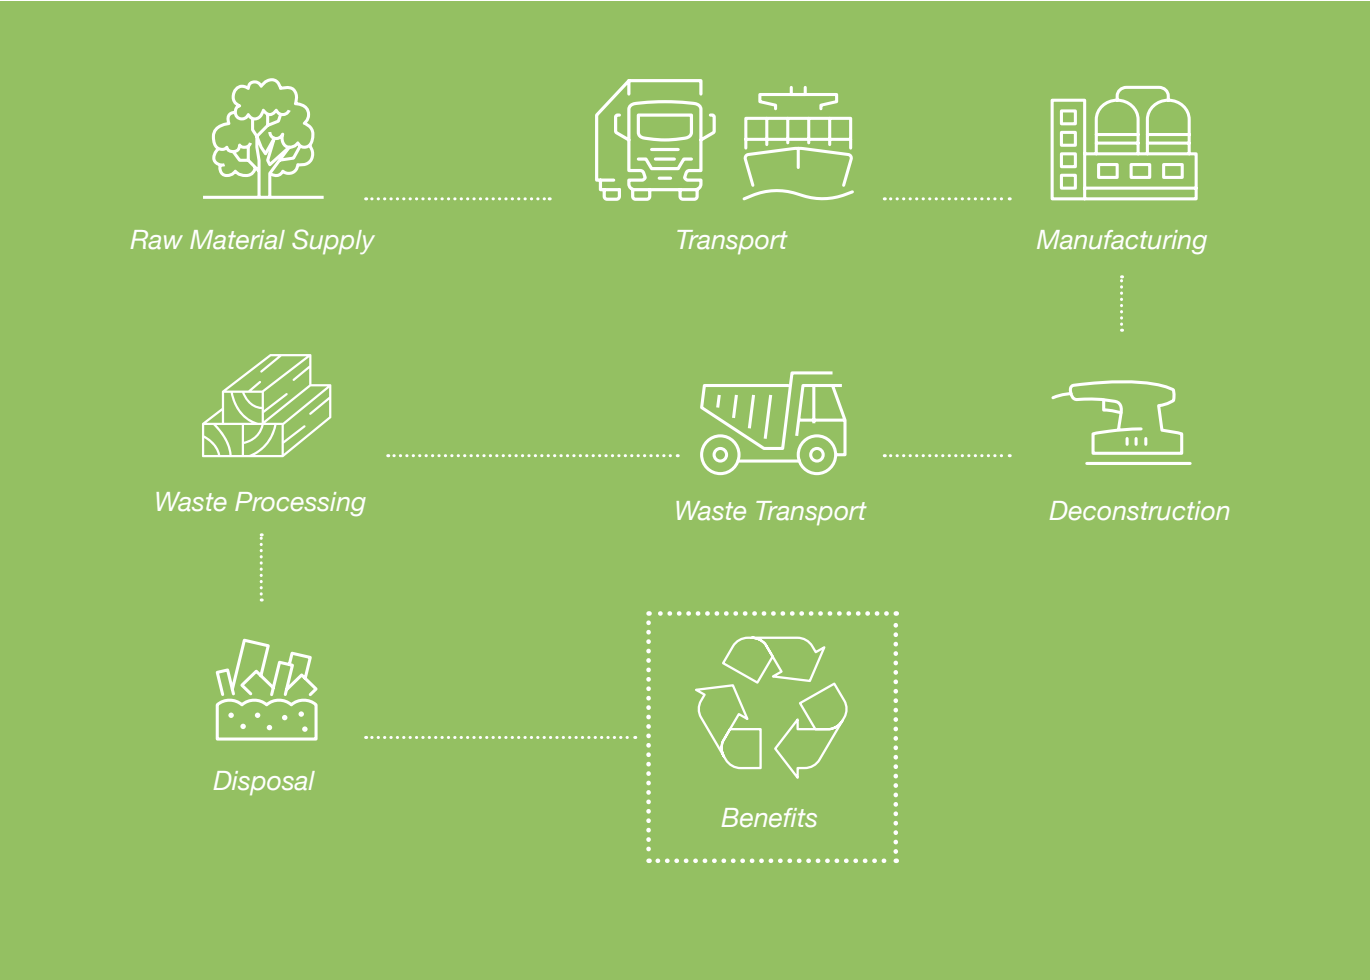 Raw Material Supply
Transport
Manufacturing
Waste Processing
Waste Transport
Deconstruction
Disposal
Benefits